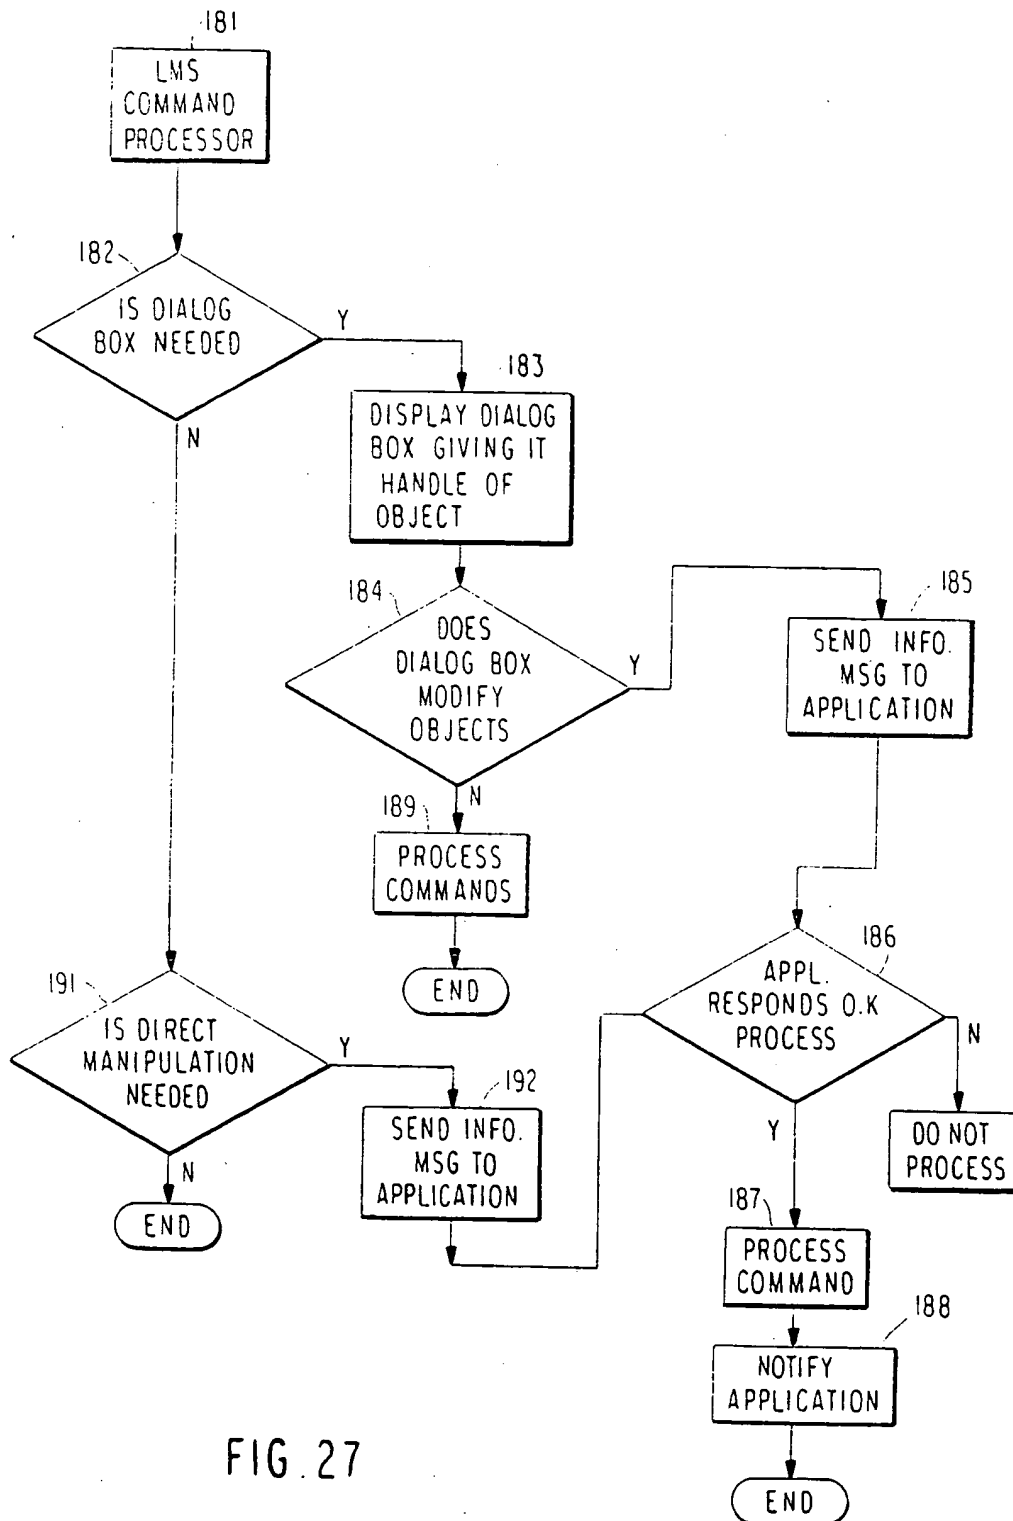 181
LMS
COMMAND
PROCESSOR
182
IS DIALOG
BOX NEEDED
Y
N
183
DISPLAY DIALOG
BOX GIVING IT
HANDLE OF
OBJECT
184
DOES
DIALOG BOX
MODIFY
OBJECTS
Y
N
185
SEND INFO.
MSG TO
APPLICATION
189
PROCESS
COMMANDS
END
186
APPL.
RESPONDS O.K
PROCESS
N
Y
DO NOT
PROCESS
191
IS DIRECT
MANIPULATION
NEEDED
Y
N
END
192
SEND INFO.
MSG TO
APPLICATION
187
PROCESS
COMMAND
188
NOTIFY
APPLICATION
END
FIG. 27